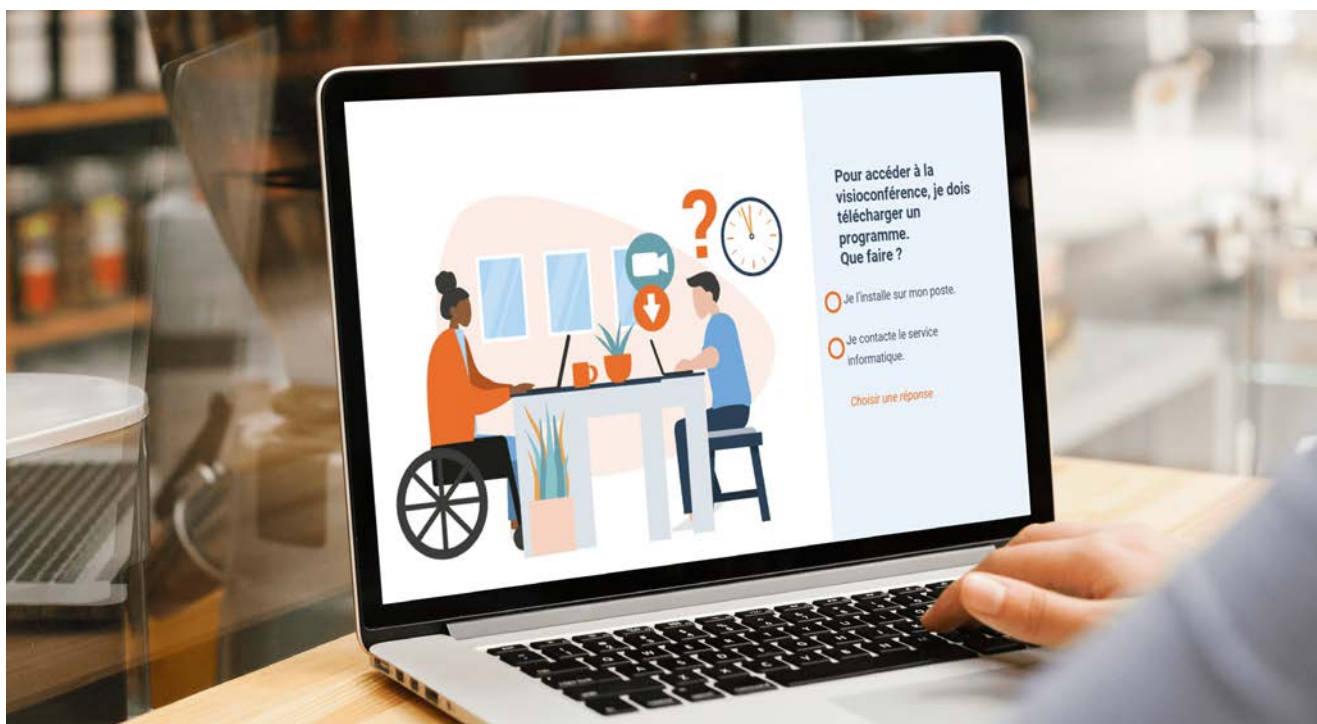 Pour accéder à la
visioconférence, je dois
télécharger un
programme.
Que faire ?
Je l'installe sur mon poste.
Je contacte le service
informatique.
Choisir une réponse